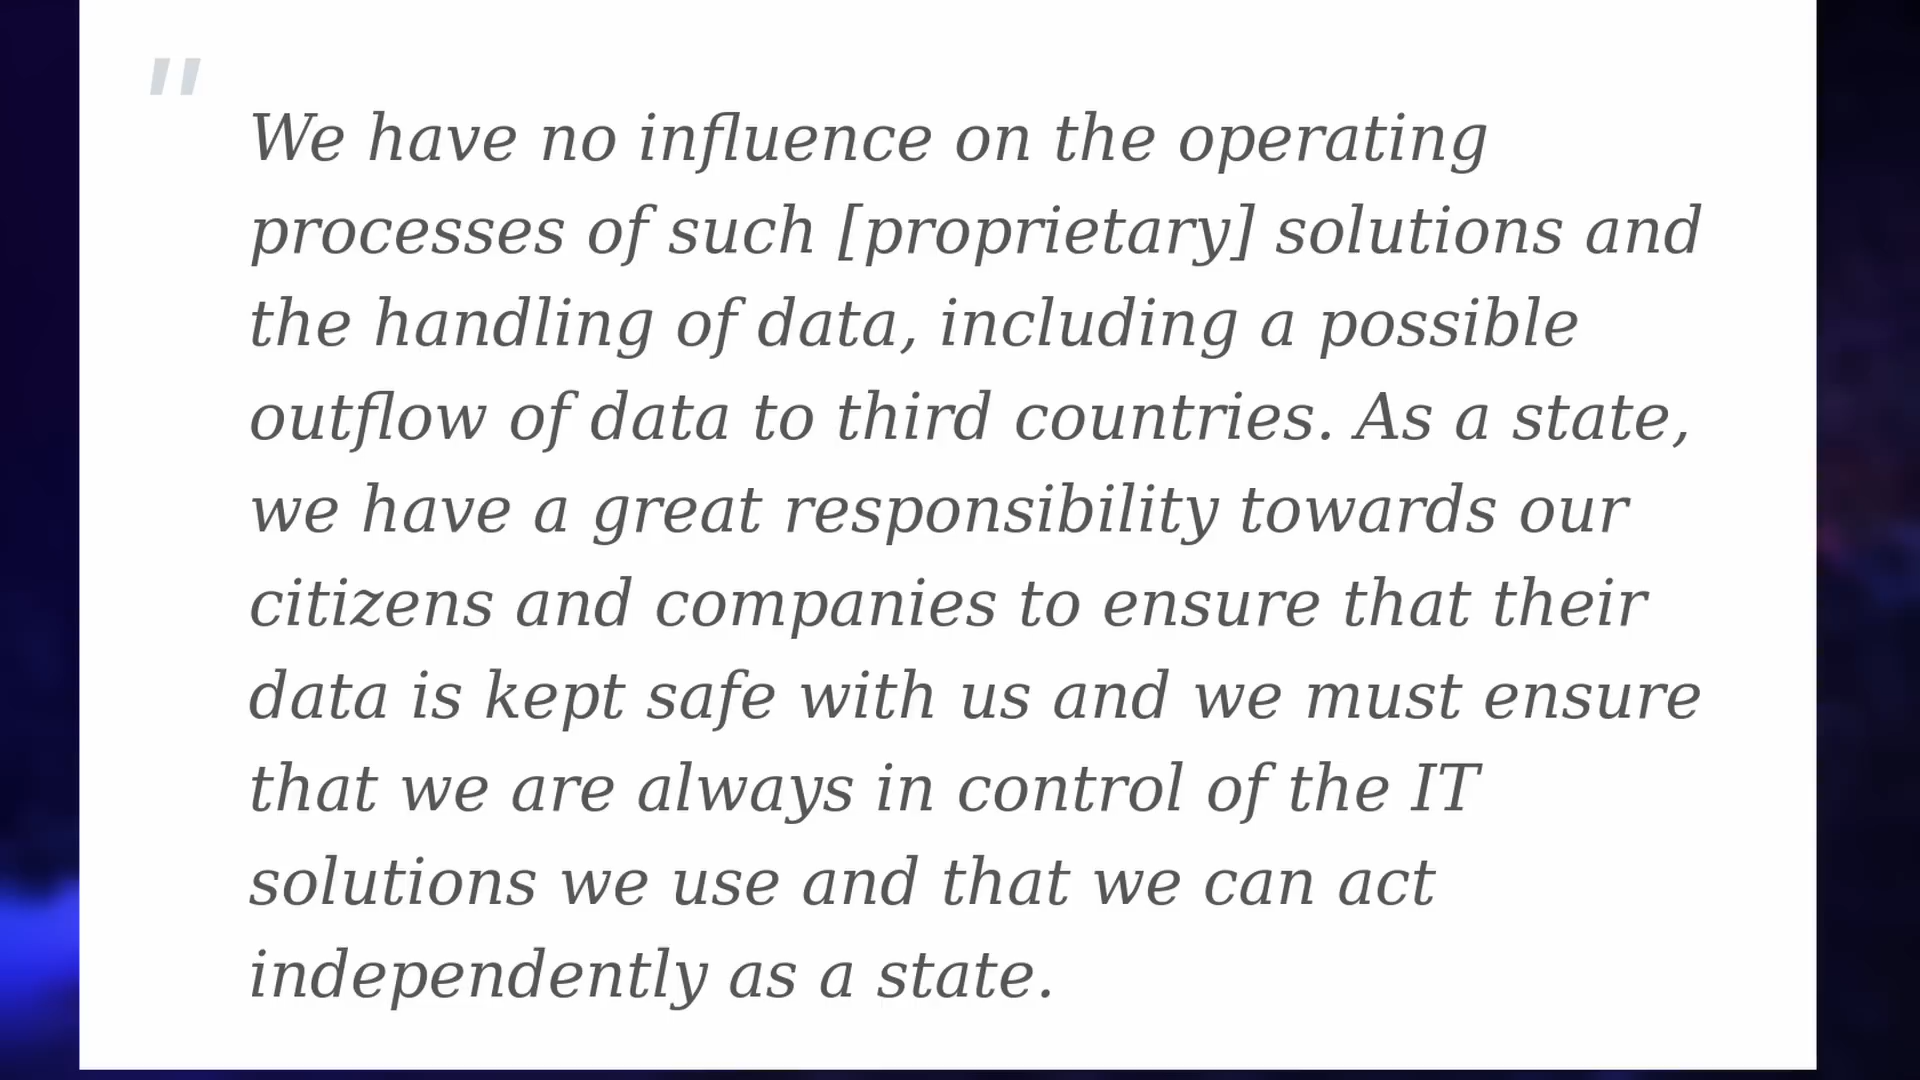 "
We have no influence on the operating
processes of such [proprietary] solutions and
the handling of data, including a possible
outflow of data to third countries. As a state,
we have a great responsibility towards our
citizens and companies to ensure that their
data is kept safe with us and we must ensure
that we are always in control of the IT
solutions we use and that we can act
independently as a state.